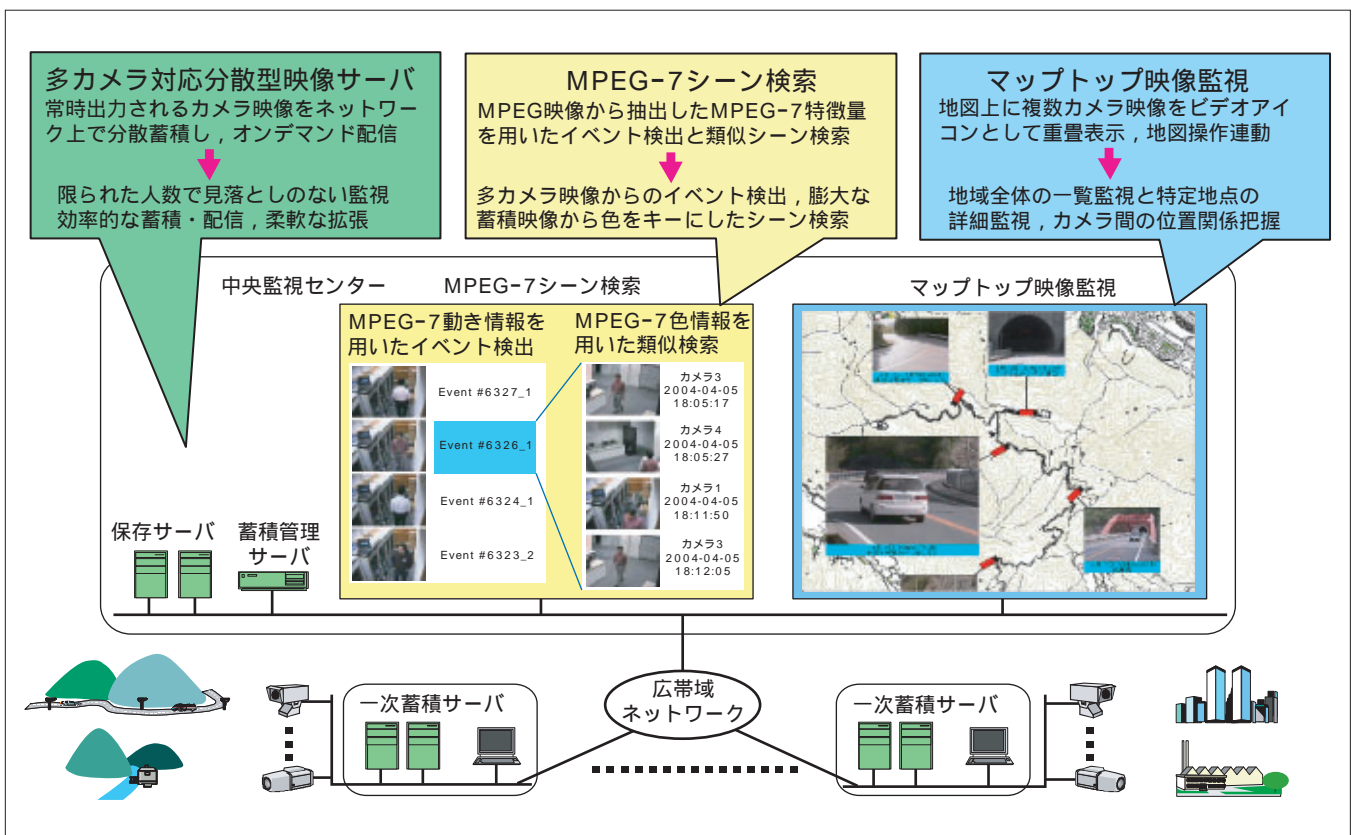 多カメラ対応分散型映像サーバ
常時出力されるカメラ映像をネットワー
ク上で分散蓄積し，オンデマンド配信
限られた人数で見落としのない監視
効率的な蓄積・配信，柔軟な拡張
MPEG-7シーン検索
MPEG映像から抽出したMPEG-7特徴量
を用いたイベント検出と類似シーン検索
多カメラ映像からのイベント検出，膨大な
蓄積映像から色をキーにしたシーン検索
マップトップ映像監視
地図上に複数カメラ映像をビデオアイ
コンとして重畳表示，地図操作連動
地域全体の一覧監視と特定地点の
詳細監視，カメラ間の位置関係把握
中央監視センター
MPEG-7シーン検索
マップトップ映像監視
MPEG-7動き情報を
用いたイベント検出
Event #6327_1
Event #6326_1
Event #6324_1
Event #6323_2
MPEG-7色情報を
用いた類似検索
カメラ3
2004-04-05
18:05:17
カメラ4
2004-04-05
18:05:27
カメラ1
2004-04-05
18:11:50
カメラ3
2004-04-05
18:12:05
保存サーバ
蓄積管理
サーバ
一次蓄積サーバ
広帯域
ネットワーク
一次蓄積サーバ